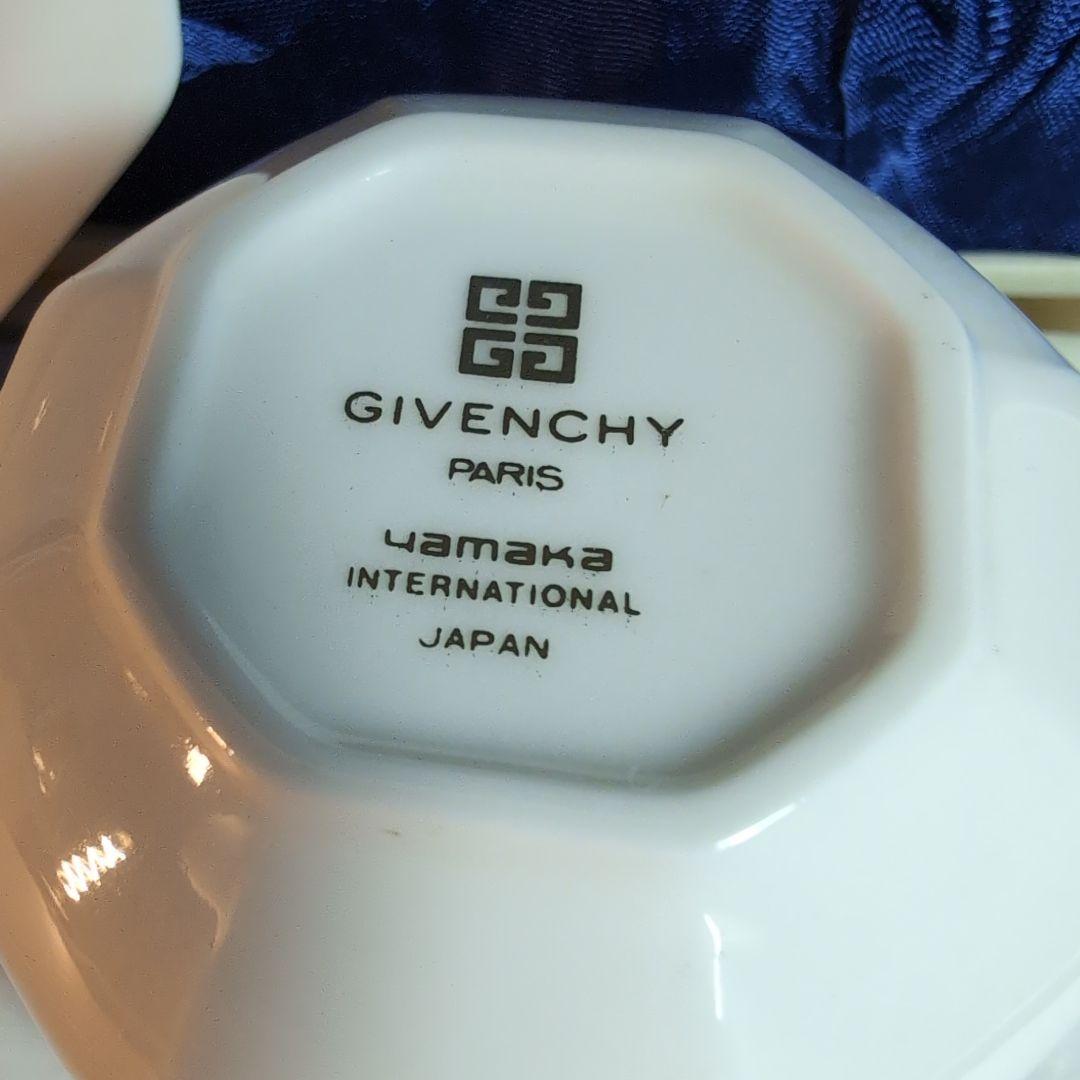 GIVENCHY
PARIS
yamaka
INTERNATIONAL
JAPAN